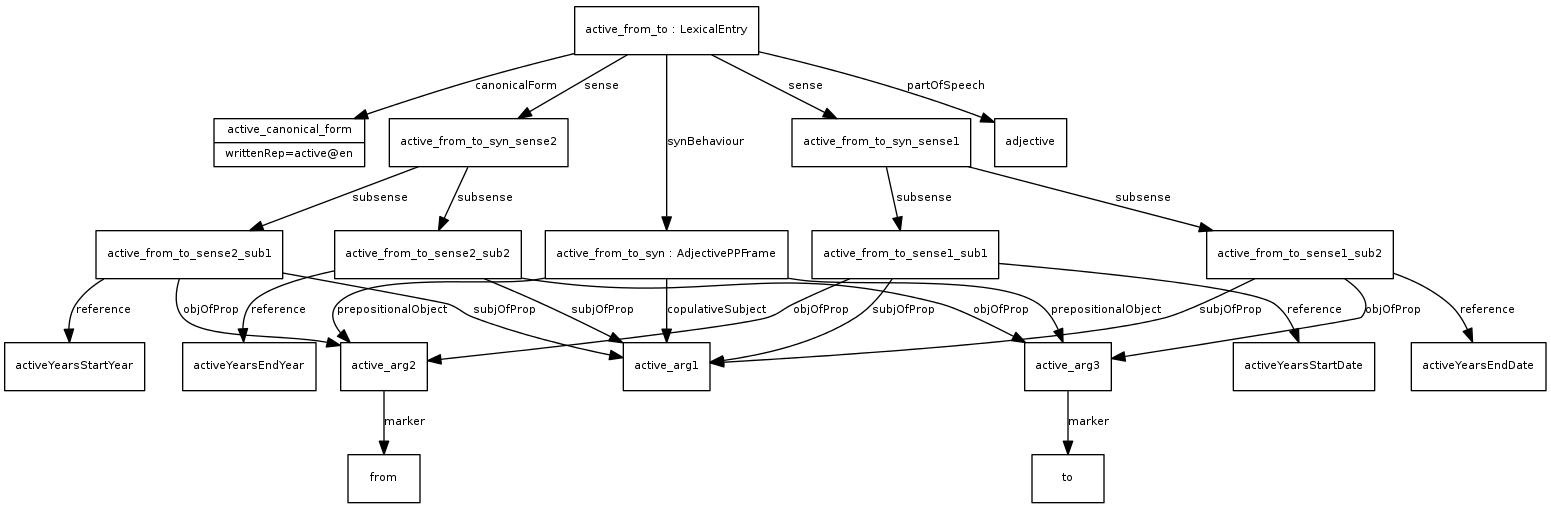 active_from_to : LexicalEntry
canonicalForm
sense
sense
partOfSpeech
active_canonical_form
writtenRep=active@en
active_from_to_syn_sense2
synBehaviour
active_from_to_syn_sense1
adjective
subsense
subsense
subsense
subsense
active_from_to_sense2_sub1
active_from_to_sense2_sub2
active_from_to_syn : AdjectivePPFrame
active_from_to_sense1_sub1
active_from_to_sense1_sub2
reference
objOfProp
reference
prepositionalObject
subjOfProp
subjOfProp
copulativeSubject
objOfProp
subjOfProp
objOfProp
prepositionalObject
subjOfProp
reference
objOfProp
reference
activeYearsStartYear
activeYearsEndYear
active_arg2
active_arg1
active_arg3
activeYearsStartDate
activeYearsEndDate
marker
marker
from
to